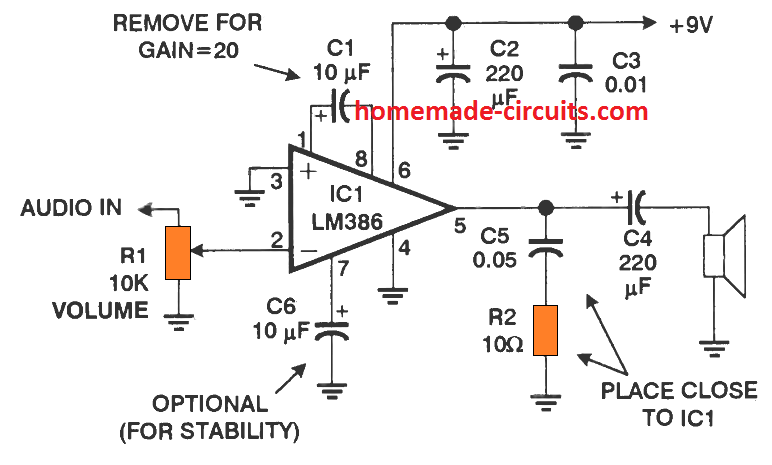 REMOVE FOR
GAIN=20
C1
10 µF
+
C2
220
µF
+
C3
0.01
+9V
homemade-circuits.com
+
1
8
6
3
+
IC1
LM386
AUDIO IN
2
−
5
4
7
R1
10K
VOLUME
C6
10 µF
+
C5
0.05
+
C4
220
µF
R2
10Ω
OPTIONAL
(FOR STABILITY)
PLACE CLOSE
TO IC1